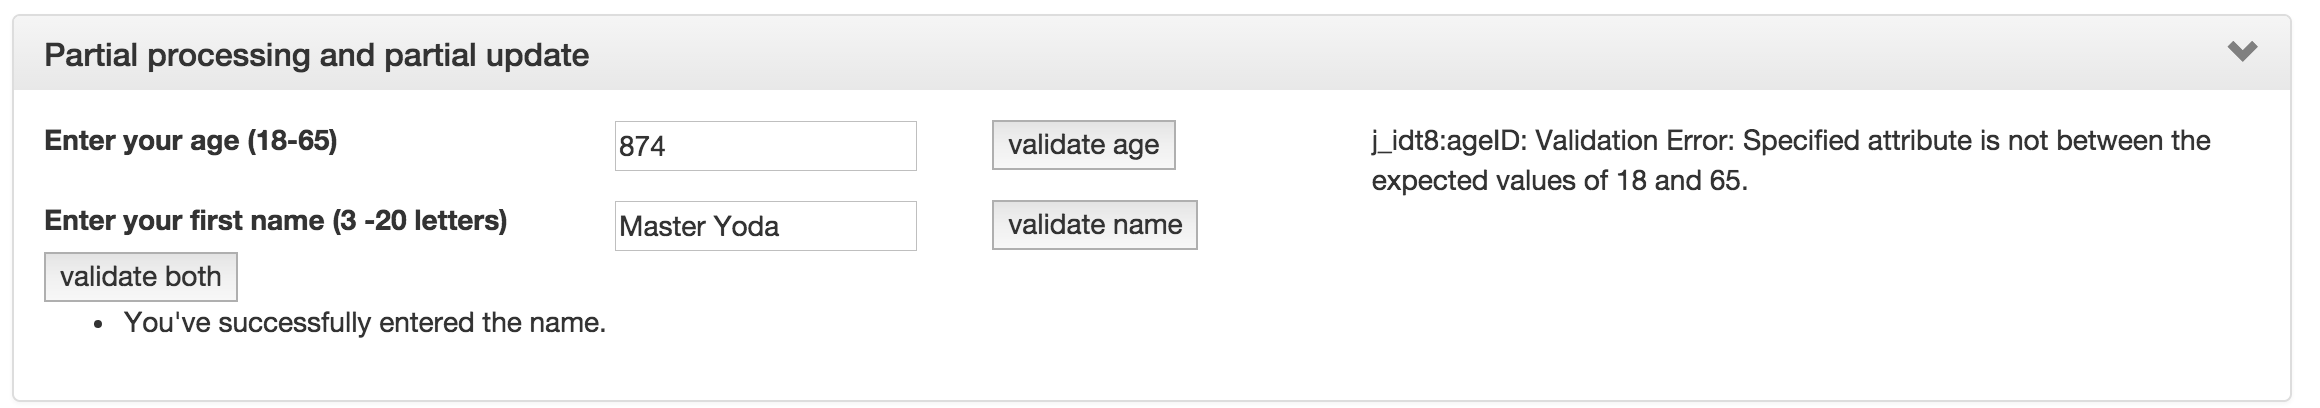 Partial processing and partial update
Enter your age (18-65)
874
validate age
j_idt8:ageID: Validation Error: Specified attribute is not between the
expected values of 18 and 65.
Enter your first name (3 -20 letters)
Master Yoda
validate name
validate both
• You've successfully entered the name.